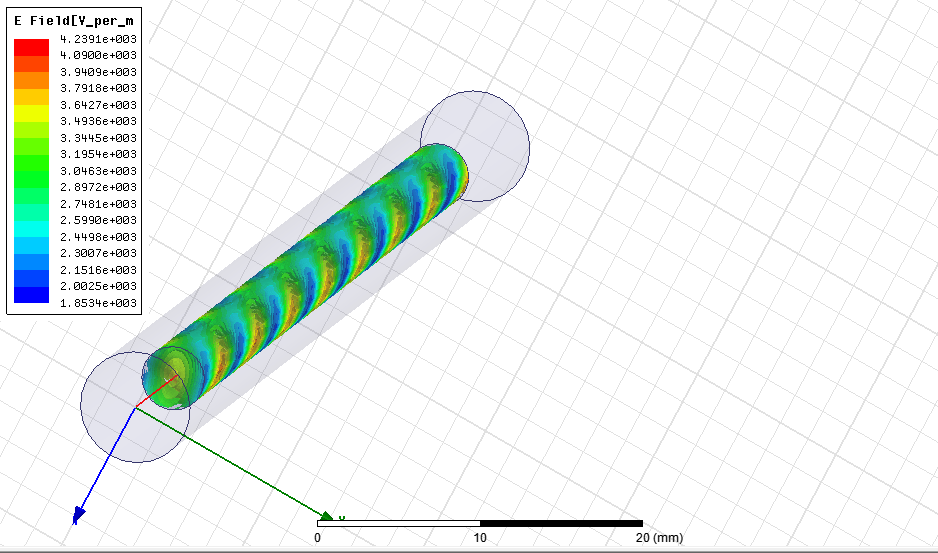 E Field[V_per_m
4.2391e+003
4.0900e+003
3.9409e+003
3.7918e+003
3.6427e+003
3.4936e+003
3.3445e+003
3.1954e+003
3.0463e+003
2.8972e+003
2.7481e+003
2.5990e+003
2.4498e+003
2.3007e+003
2.1516e+003
2.0025e+003
1.8534e+003
0 10 20 (mm)